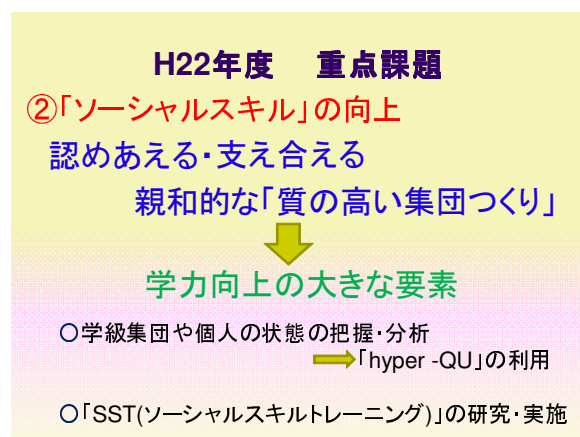 H22年度　重点課題
②「ソーシャルスキル」の向上
認めあえる・支え合える
親和的な「質の高い集団つくり」
学力向上の大きな要素
○学級集団や個人の状態の把握・分析
「hyper -QU」の利用
○「SST(ソーシャルスキルトレーニング)」の研究・実施